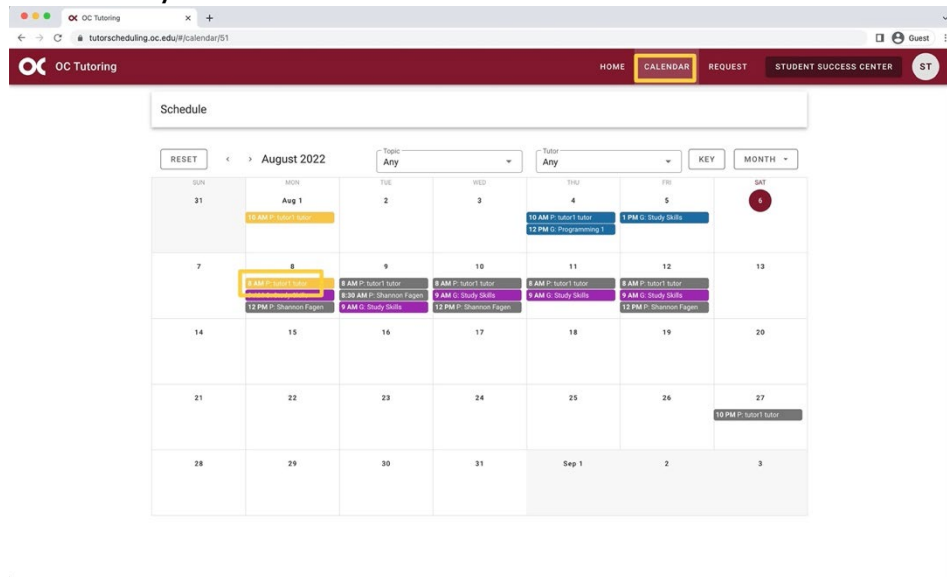 OC Tutoring
tutorscheduling.oc.edu/#/calendar/51
Guest
OC OC Tutoring HOME CALENDAR REQUEST STUDENT SUCCESS CENTER ST
Schedule
RESET < > August 2022 Topic Any Tutor Any KEY MONTH
SUN MON TUE WED THU FRI SAT
31 Aug 1 2 3 4 5 6
10 AM P: tutor1 tutor 10 AM P: tutor1 tutor 1 PM G: Study Skills
12 PM G: Programming 1
7 8 9 10 11 12 13
8 AM P: tutor1 tutor 8 AM P: tutor1 tutor 8 AM P: tutor1 tutor 8 AM P: tutor1 tutor 8 AM P: tutor1 tutor
Study Skills 8:30 AM P: Shannon Fagen 9 AM G: Study Skills 9 AM G: Study Skills 9 AM G: Study Skills
12 PM P: Shannon Fagen 9 AM G: Study Skills 12 PM P: Shannon Fagen 12 PM P: Shannon Fagen
14 15 16 17 18 19 20
21 22 23 24 25 26 27
10 PM P: tutor1 tutor
28 29 30 31 Sep 1 2 3